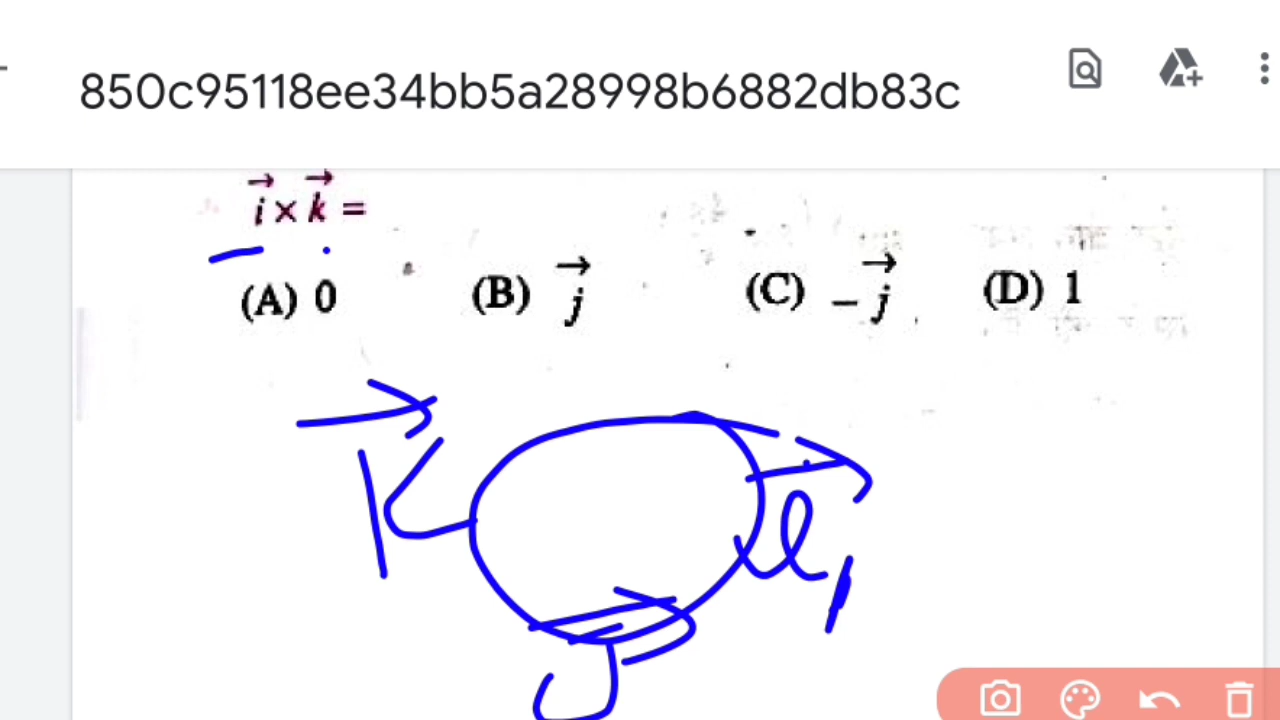 850c95118ee34bb5a28998b6882db83c
i⃗ × k⃗ =
(A) 0 (B) j⃗ (C) – j⃗ (D) 1
K
J